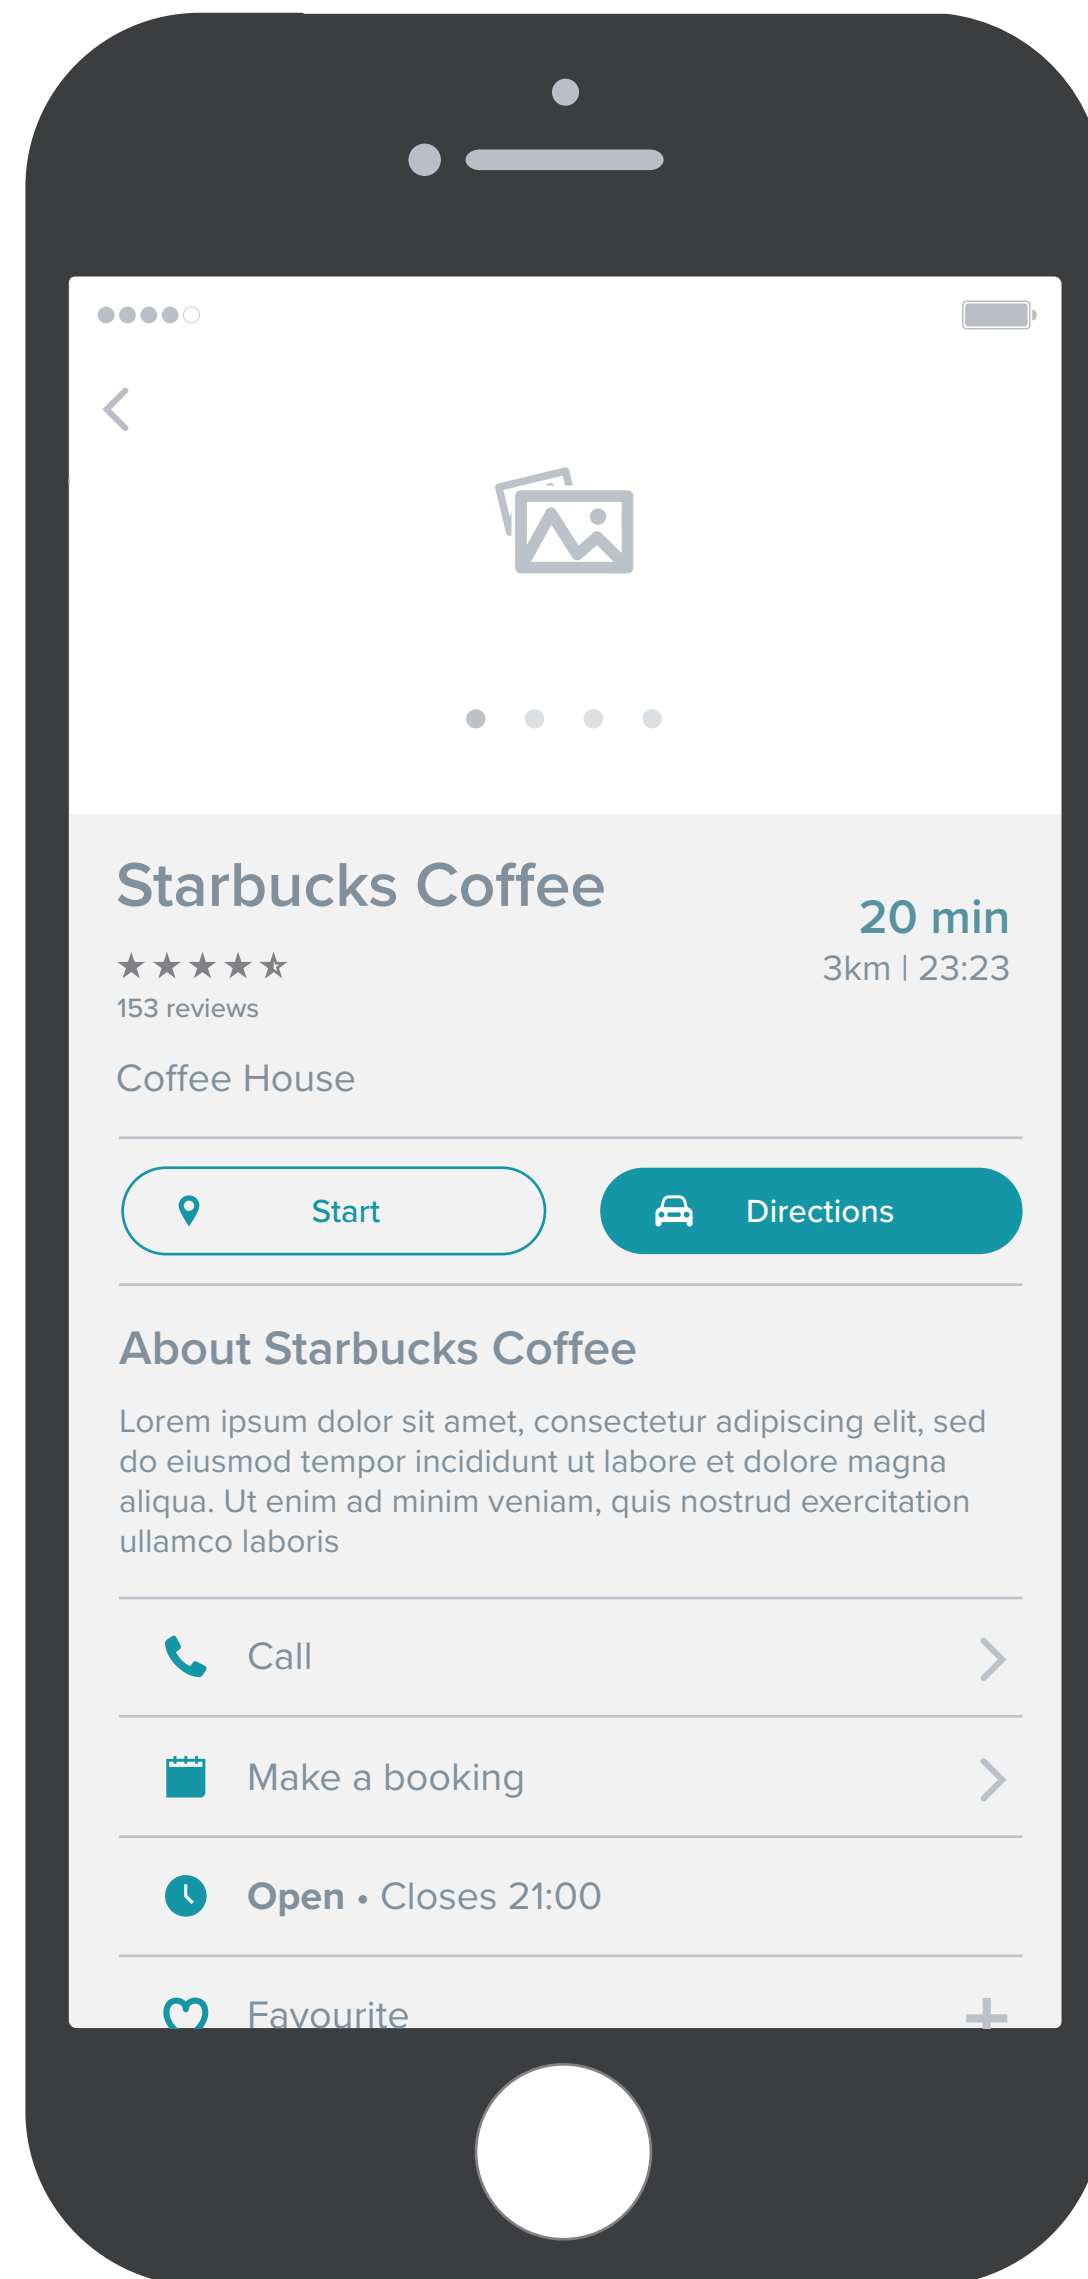 Starbucks Coffee
20 min
3km | 23:23
153 reviews
Coffee House
Start
Directions
About Starbucks Coffee
Lorem ipsum dolor sit amet, consectetur adipiscing elit, sed
do eiusmod tempor incididunt ut labore et dolore magna
aliqua. Ut enim ad minim veniam, quis nostrud exercitation
ullamco laboris
Call
Make a booking
Open • Closes 21:00
Favourite